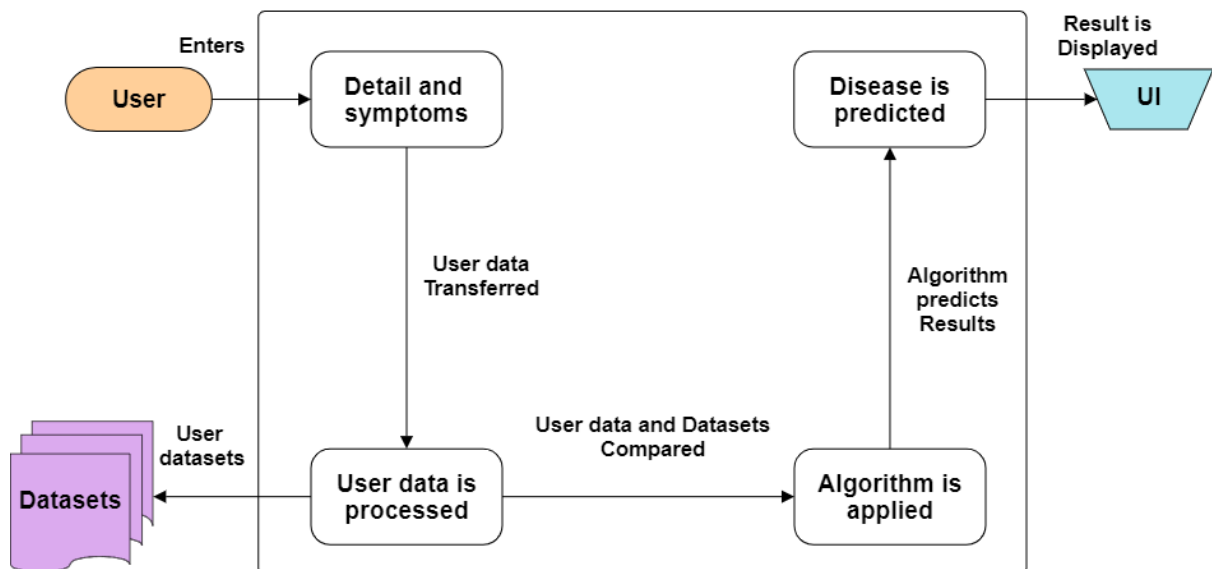 Enters
User
Detail and
symptoms
Disease is
predicted
Result is
Displayed
UI
User data
Transferred
Algorithm
predicts
Results
User
datasets
Datasets
User data is
processed
User data and Datasets
Compared
Algorithm is
applied